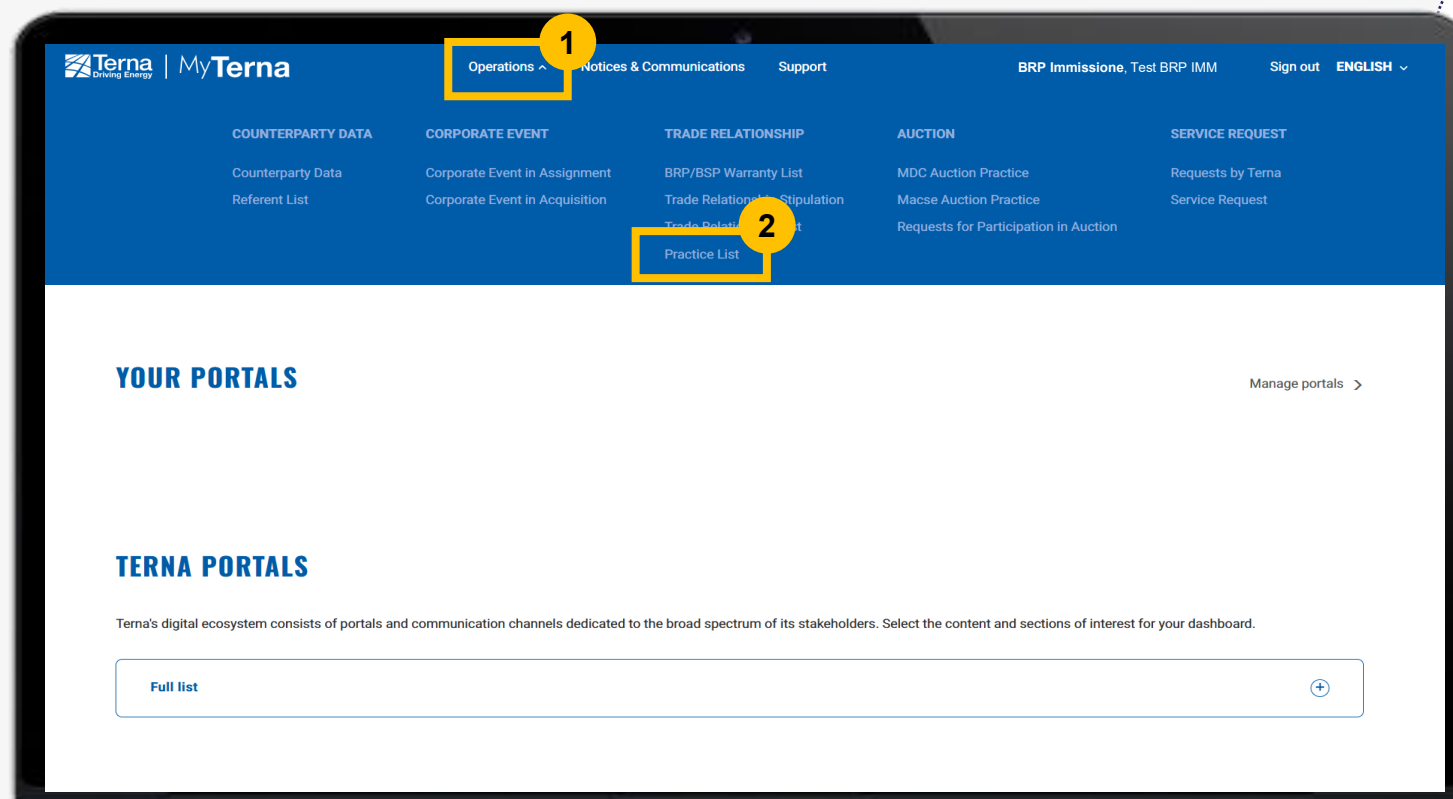 1
Terna Driving Energy | MyTerna
Operations Notices & Communications Support BRP Immissione, Test BRP IMM Sign out ENGLISH
COUNTERPARTY DATA CORPORATE EVENT TRADE RELATIONSHIP AUCTION SERVICE REQUEST
Counterparty Data Corporate Event in Assignment BRP/BSP Warranty List MDC Auction Practice Requests by Terna
Referent List Corporate Event in Acquisition Trade Relationship Stipulation Macse Auction Practice Service Request
Trade Requests for Participation in Auction
2
Practice List
YOUR PORTALS
Manage portals
TERNA PORTALS
Terna's digital ecosystem consists of portals and communication channels dedicated to the broad spectrum of its stakeholders. Select the content and sections of interest for your dashboard.
Full list